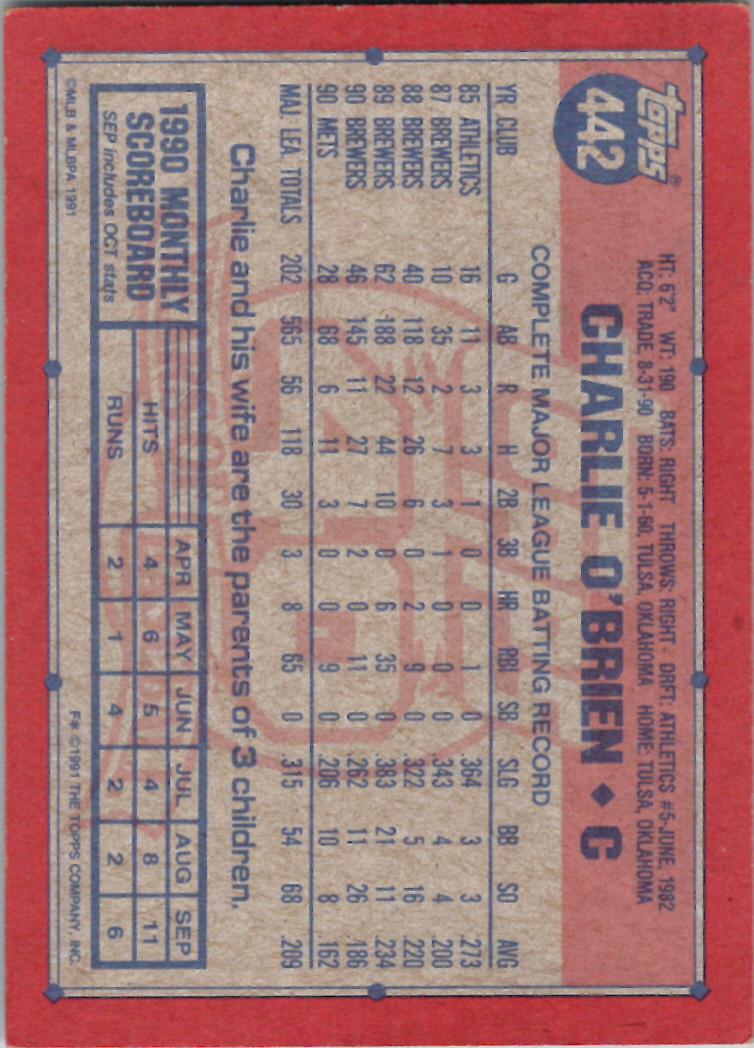 topps®
442
HT: 6'2" WT: 190 BATS: RIGHT THROWS: RIGHT - DRFT: ATHLETICS #5-JUNE, 1982
ACQ: TRADE, 8-31-90 BORN: 5-1-60, TULSA, OKLAHOMA HOME: TULSA, OKLAHOMA
CHARLIE O'BRIEN ◆ C
COMPLETE MAJOR LEAGUE BATTING RECORD
YR CLUB G AB R H 2B 3B HR RBI SB SLG BB SO AVG
85 ATHLETICS 16 11 3 3 1 0 0 1 0 .364 3 3 .273
87 BREWERS 10 35 2 7 3 1 0 0 0 .343 4 4 .200
88 BREWERS 40 118 12 26 6 0 2 9 0 .322 5 16 .220
89 BREWERS 62 188 22 44 10 0 6 35 0 .383 21 11 .234
90 BREWERS 46 145 11 27 7 2 0 11 0 .262 11 26 .186
90 METS 28 68 6 11 3 0 0 9 0 .206 10 8 .162
MAJ. LEA. TOTALS 202 565 56 118 30 3 8 65 0 .315 54 68 .209
Charlie and his wife are the parents of 3 children.
1990 MONTHLY SCOREBOARD
SEP includes OCT stats
APR MAY JUN JUL AUG SEP
HITS 4 6 5 4 8 11
RUNS 2 1 4 2 2 6
©MLB & MLBPA 1991
F* ©1991 THE TOPPS COMPANY, INC.